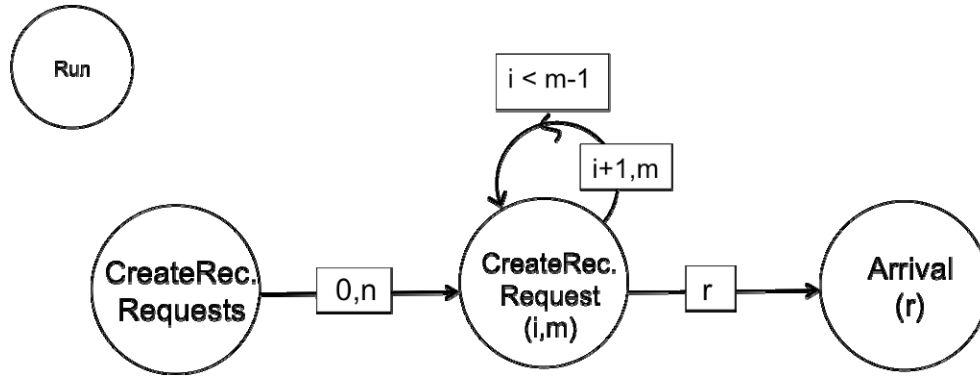 Run
i < m-1
i+1,m
CreateRec.
Requests
0,n
CreateRec.
Request
(i,m)
r
Arrival
(r)